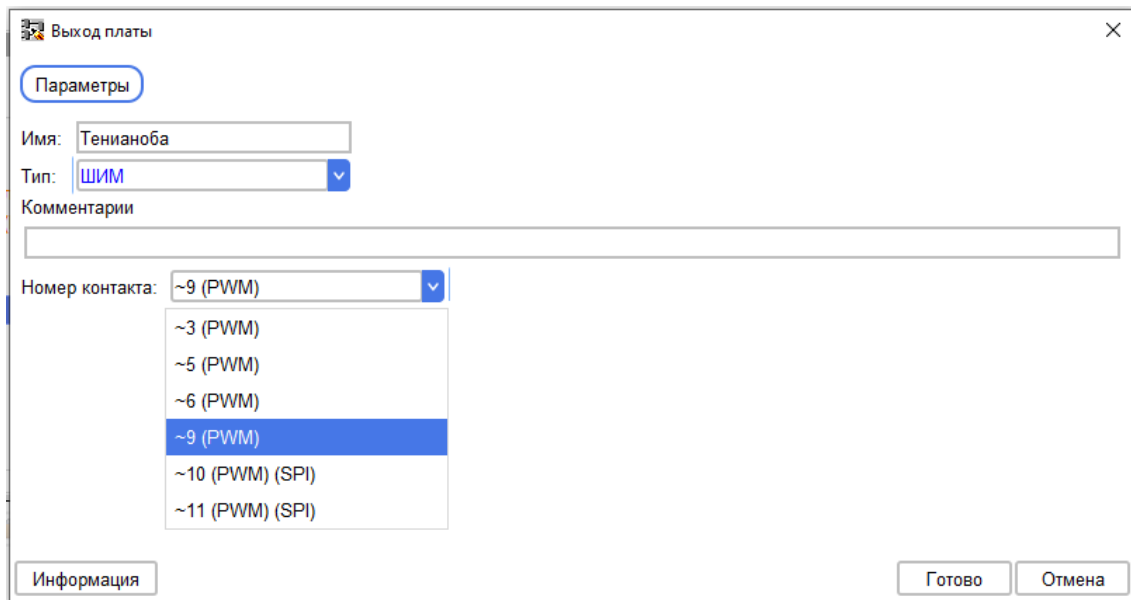 Выход платы
Параметры
Имя: Тенианоба
Тип: ШИМ
Комментарии
Номер контакта: ~9 (PWM)
~3 (PWM)
~5 (PWM)
~6 (PWM)
~9 (PWM)
~10 (PWM) (SPI)
~11 (PWM) (SPI)
Информация Готово Отмена